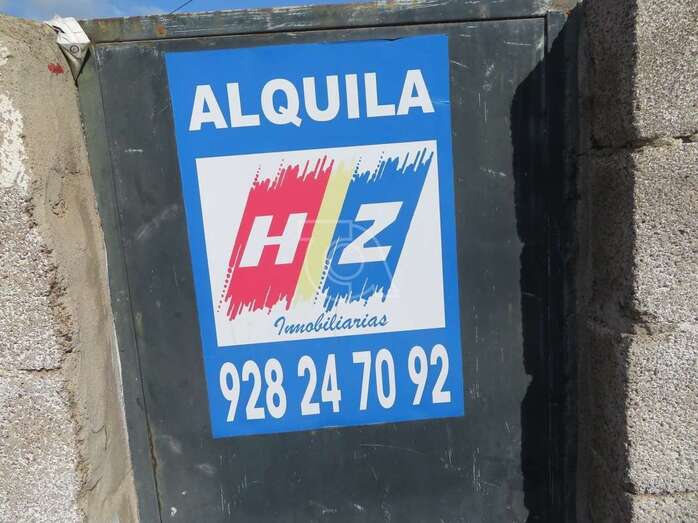 ALQUILA
HZ
Inmobiliarias
928 24 70 92